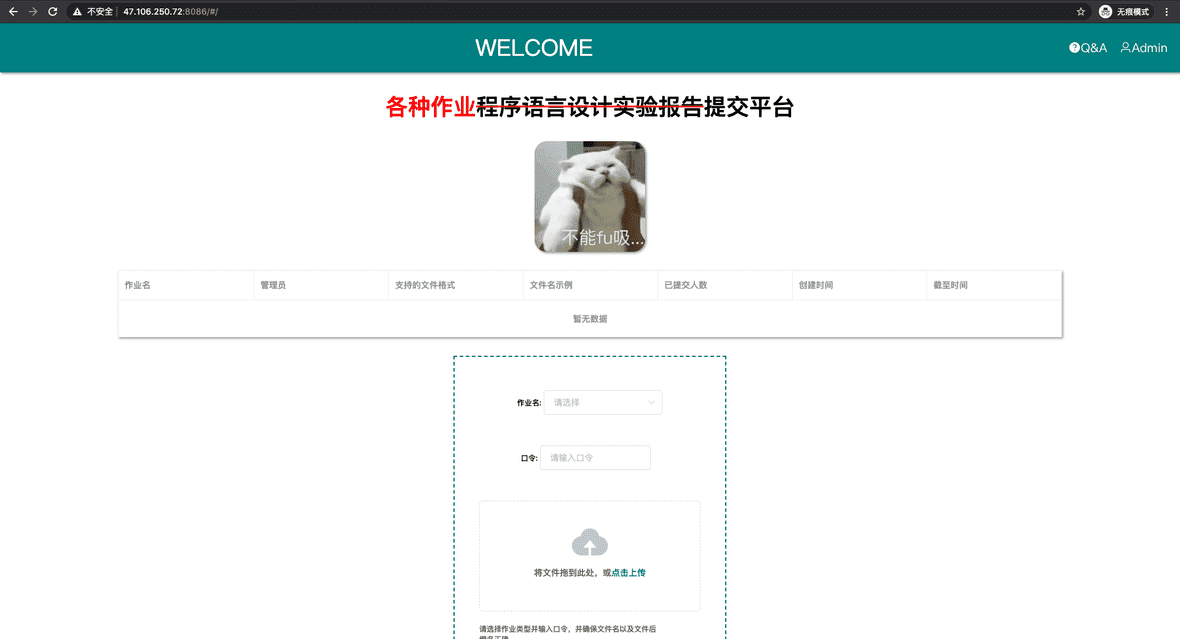 不安全 47.106.250.72:8086/#/ 无痕模式
WELCOME
Q&A Admin
各种作业程序语言设计实验报告提交平台
不能fu吸...
作业名 管理员 支持的文件格式 文件名示例 已提交人数 创建时间 截至时间
暂无数据
作业名: 请选择
口令: 请输入口令
将文件拖到此处，或点击上传
请选择作业类型并输入口令，并确保文件名以及文件后